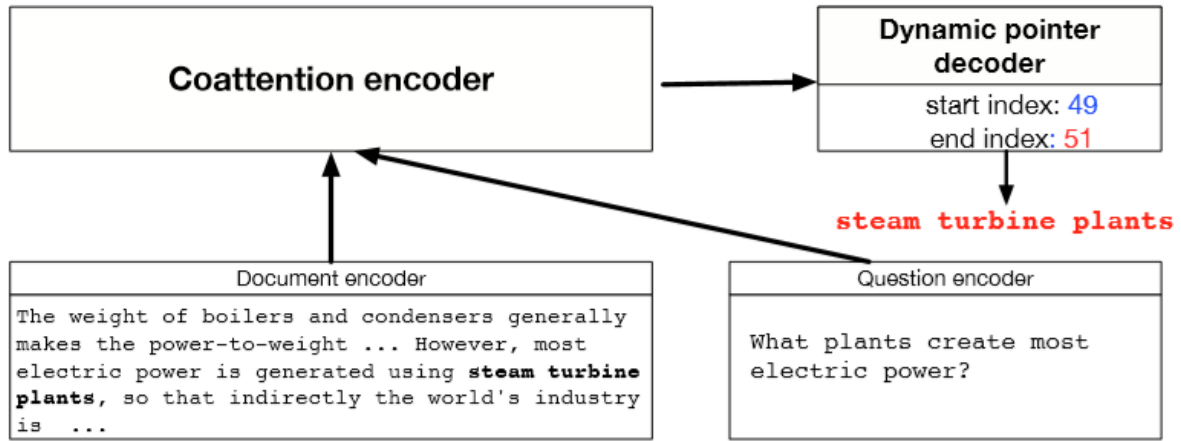 Coattention encoder
Dynamic pointer
decoder
start index: 49
end index: 51
steam turbine plants
Document encoder
The weight of boilers and condensers generally
makes the power-to-weight ... However, most
electric power is generated using steam turbine
plants, so that indirectly the world's industry
is ...
Question encoder
What plants create most
electric power?